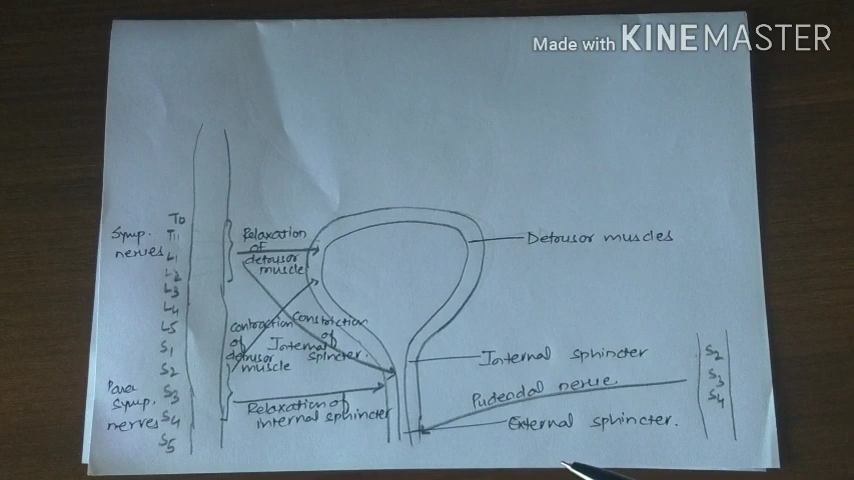 Made with KINEMASTER
Symp.
nerves
T10
T11
L1
L2
L3
L4
L5
S1
S2
S3
S4
S5
Para
Symp.
nerves
Relaxation
of
detrusor
muscle
contraction
of
detrusor
muscle
Constriction
of
Internal
spincter.
Relaxation of
internal sphincter
Detrusor muscles
Internal sphincter
Pudendal nerve
External sphincter.
S2
S3
S4